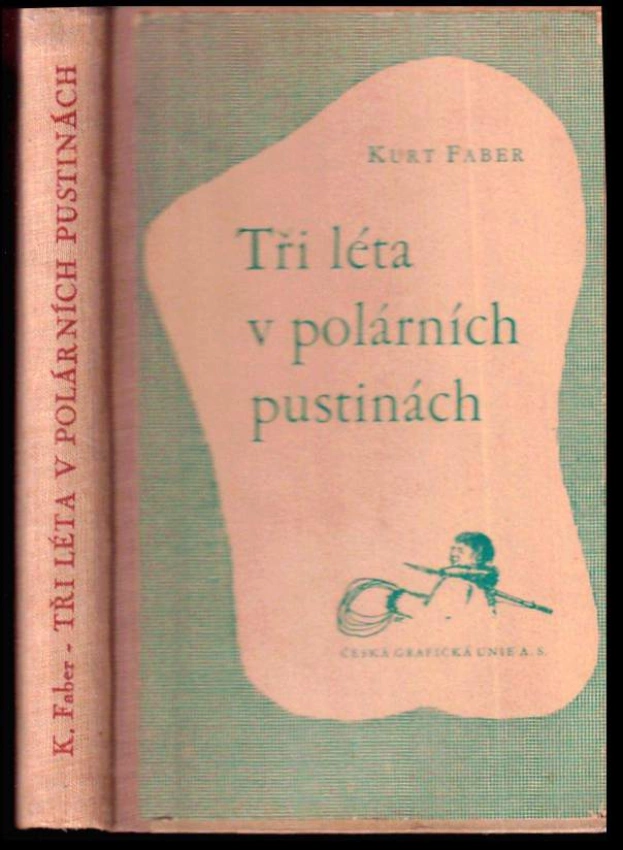 K. Faber – TŘI LÉTA V POLÁRNÍCH PUSTINÁCH
KURT FABER
Tři léta
v polárních
pustinách
ČESKÁ GRAFICKÁ UNIE A. S.